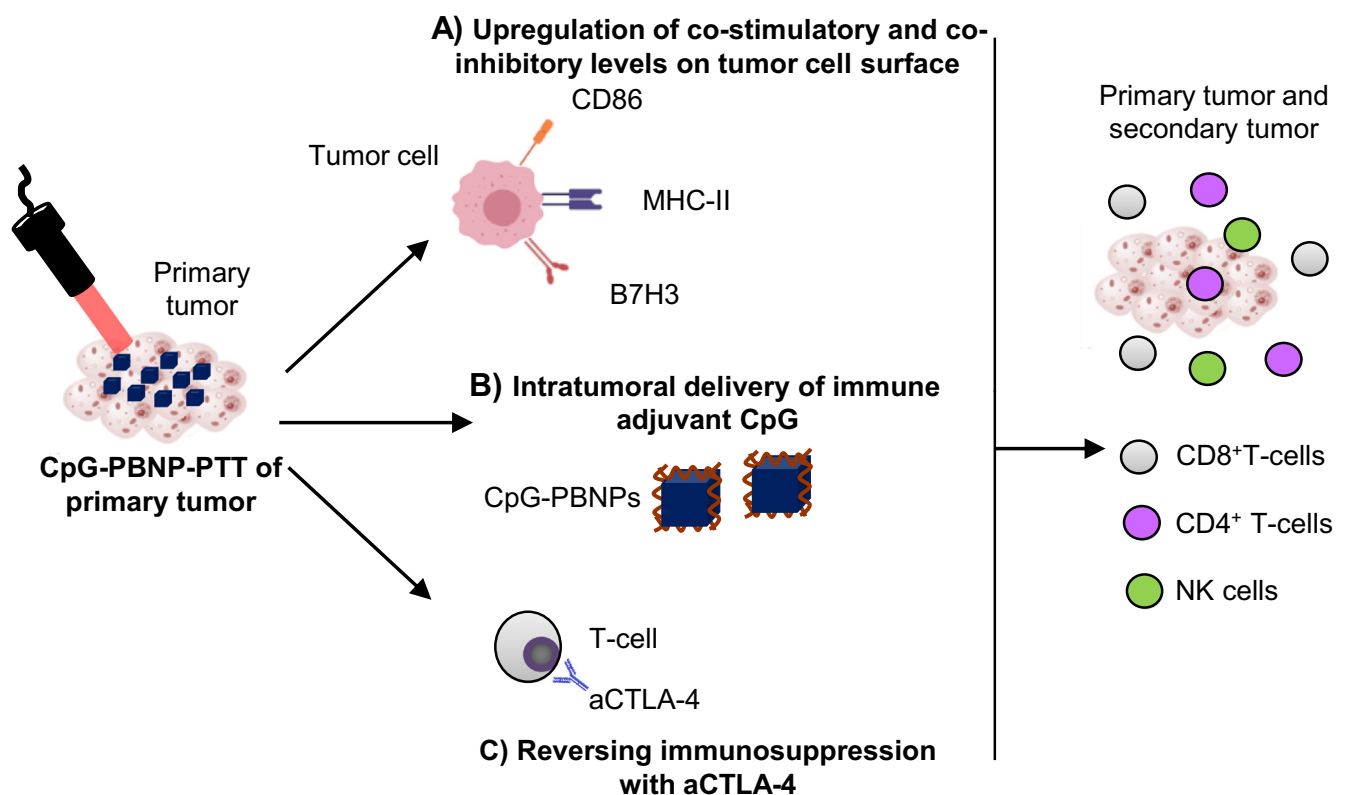 A) Upregulation of co-stimulatory and co-
inhibitory levels on tumor cell surface
CD86
Tumor cell
MHC-II
B7H3
Primary
tumor
CpG-PBNP-PTT of
primary tumor
B) Intratumoral delivery of immune
adjuvant CpG
CpG-PBNPs
T-cell
aCTLA-4
C) Reversing immunosuppression
with aCTLA-4
Primary tumor and
secondary tumor
CD8⁺T-cells
CD4⁺ T-cells
NK cells